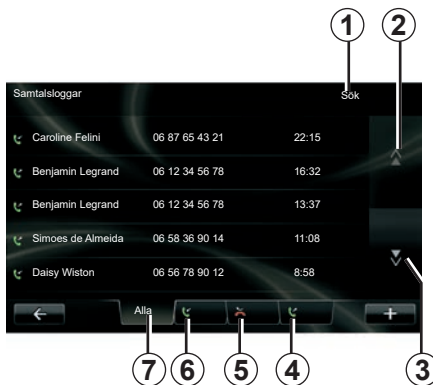 1 2
Samtalsloggar Sök
Caroline Felini 06 87 65 43 21 22:15
Benjamin Legrand 06 12 34 56 78 16:32
Benjamin Legrand 06 12 34 56 78 13:37
Simoes de Almeida 06 58 36 90 14 11:08
Daisy Wiston 06 56 78 90 12 8:58
Alla +
7 6 5 4 3